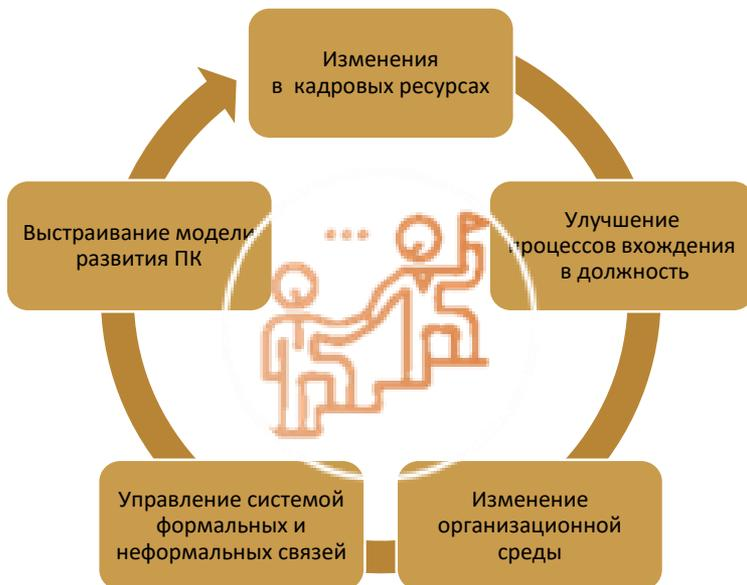 Изменения
в кадровых ресурсах
Улучшение
процессов вхождения
в должность
Изменение
организационной
среды
Управление системой
формальных и
неформальных связей
Выстраивание модели
развития ПК